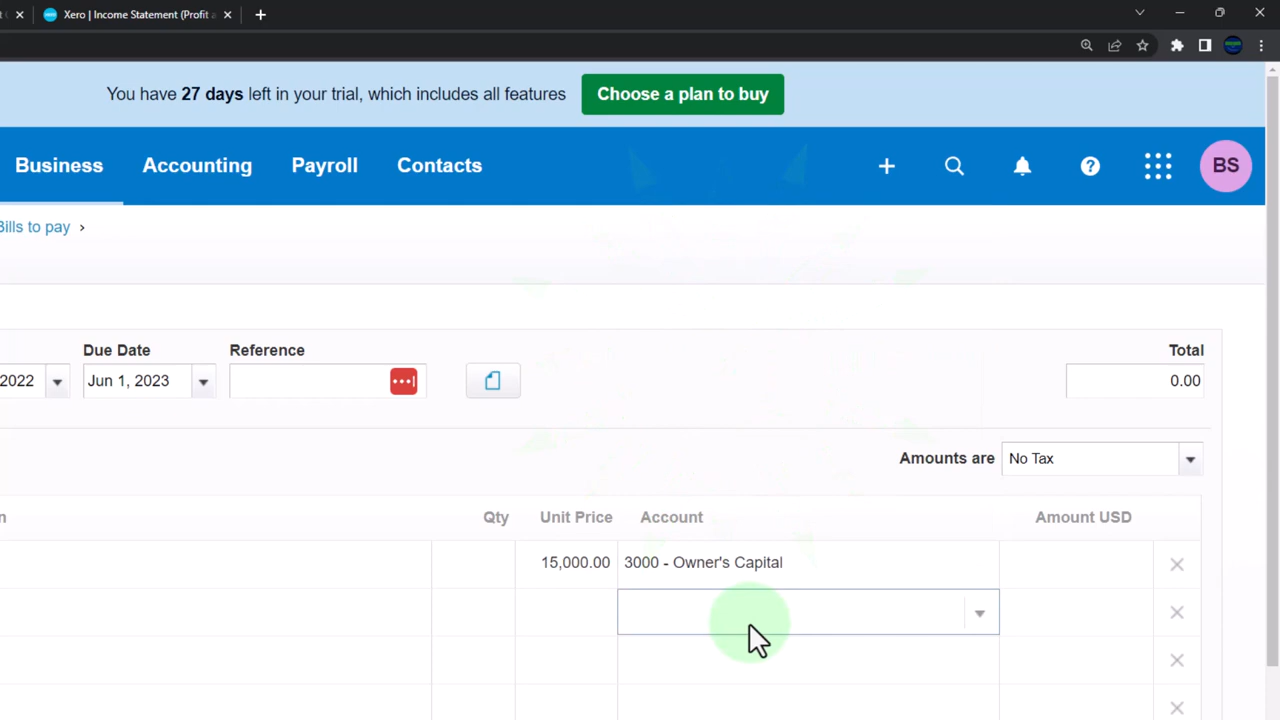 Xero | Income Statement (Profit a
You have 27 days left in your trial, which includes all features
Choose a plan to buy
Business
Accounting
Payroll
Contacts
BS
Bills to pay
Due Date
Reference
Total
2022
Jun 1, 2023
0.00
Amounts are
No Tax
n
Qty
Unit Price
Account
Amount USD
15,000.00
3000 - Owner's Capital